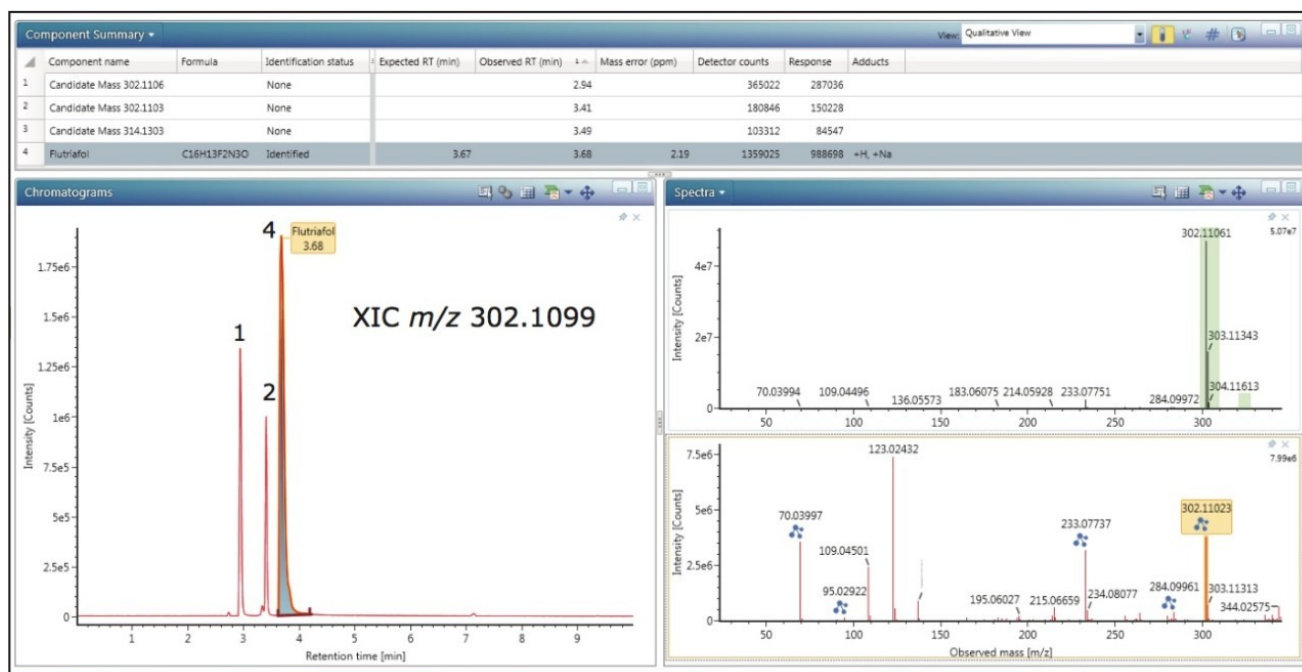 Component Summary
View: Qualitative View
Component name Formula Identification status Expected RT (min) Observed RT (min) 1 Mass error (ppm) Detector counts Response Adducts
1 Candidate Mass 302.1106 None 2.94 365022 287036
2 Candidate Mass 302.1103 None 3.41 180846 150228
3 Candidate Mass 314.1303 None 3.49 103312 84547
4 Flutriafol C16H13F2N3O Identified 3.67 3.68 2.19 1359025 988698 +H, +Na
Chromatograms
4
Flutriafol
3.68
XIC m/z 302.1099
1
2
Intensity [Counts]
1.75e6
1.5e6
1.25e6
1e6
7.5e5
5e5
2.5e5
0
1 2 3 4 5 6 7 8 9
Retention time [min]
Spectra
5.07e7
302.11061
303.11343
304.11613
70.03994 109.04496 136.05573 183.06075 214.05928 233.07751 284.09972
Intensity [Counts]
4e7
2e7
0
50 100 150 200 250 300
7.99e6
123.02432
302.11023
70.03997
233.07737
109.04501
95.02922
284.09961
303.11313
195.06027 215.06659 234.08077 344.02575
Intensity [Counts]
7.5e6
5e6
2.5e6
0
50 100 150 200 250 300
Observed mass [m/z]